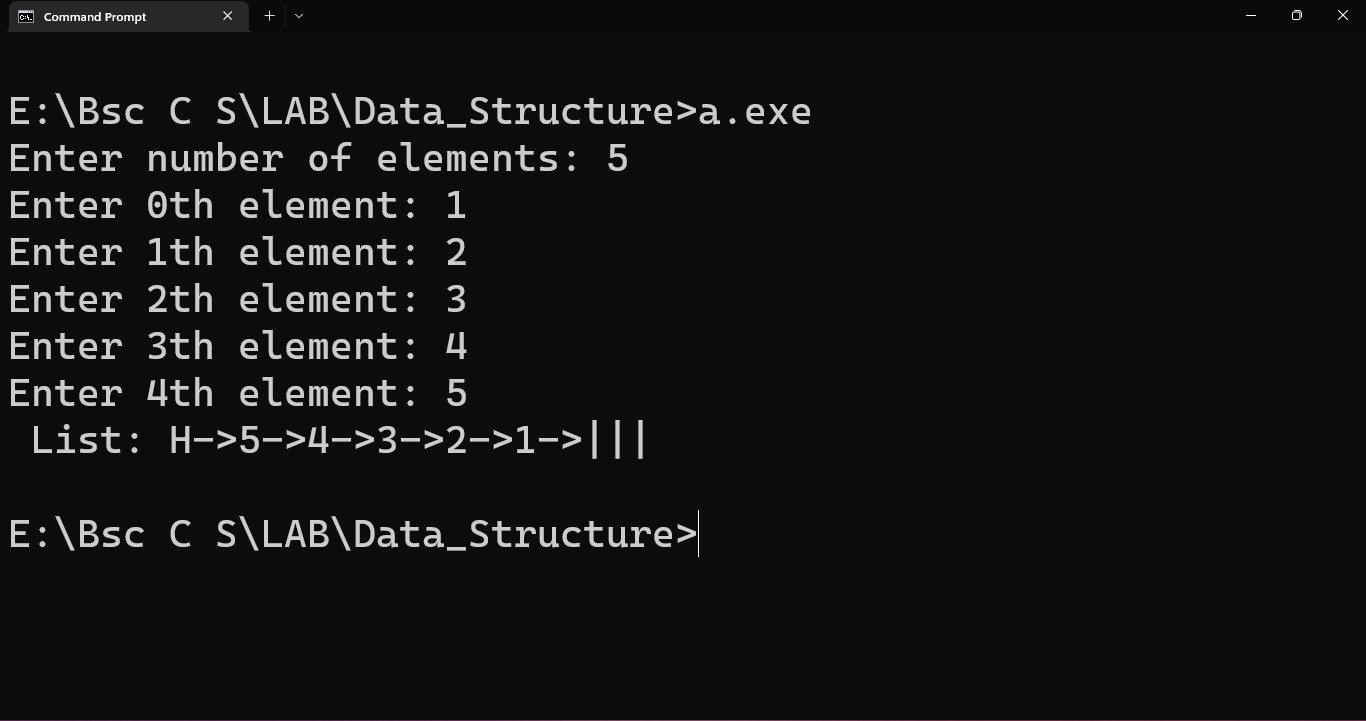 Command Prompt
E:\Bsc C S\LAB\Data_Structure>a.exe
Enter number of elements: 5
Enter 0th element: 1
Enter 1th element: 2
Enter 2th element: 3
Enter 3th element: 4
Enter 4th element: 5
 List: H->5->4->3->2->1->|||
E:\Bsc C S\LAB\Data_Structure>